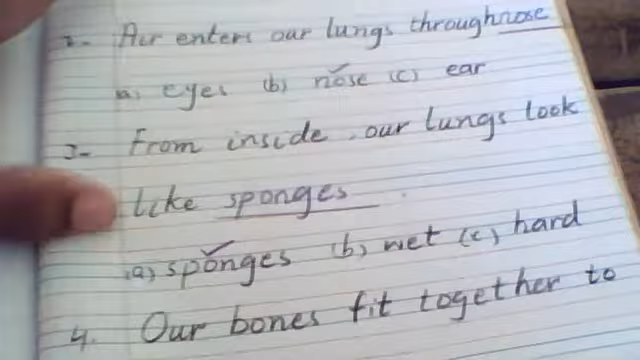 2- Air enters our lungs through nose
a) eyes (b) nose (c) ear
3- From inside, our lungs look
like sponges.
(a) sponges (b) wet (c) hard
4. Our bones fit together to